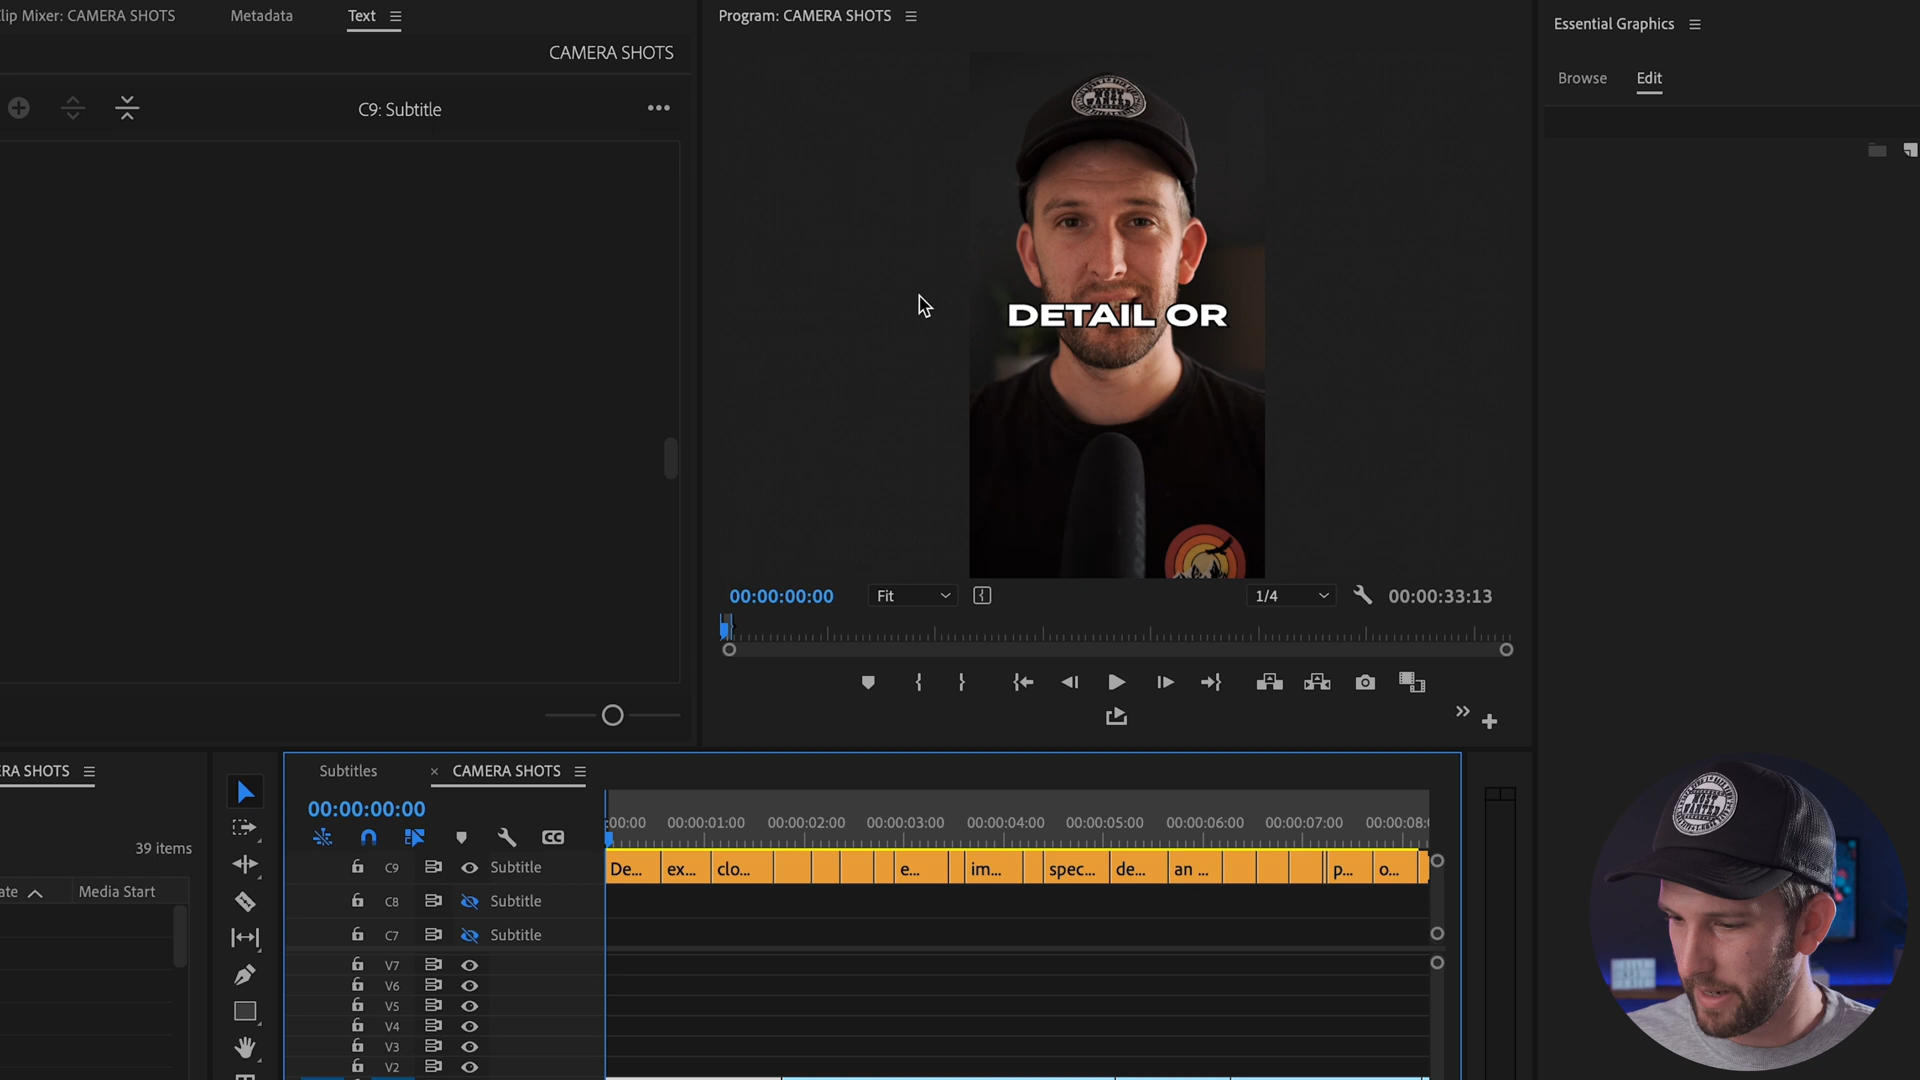 lip Mixer: CAMERA SHOTS
Metadata
Text
CAMERA SHOTS
C9: Subtitle
Program: CAMERA SHOTS
MOST
WANTED
DETAIL OR
00:00:00:00
Fit
1/4
00:00:33:13
Essential Graphics
Browse
Edit
RA SHOTS
39 items
ate
Media Start
Subtitles
× CAMERA SHOTS
00:00:00:00
:00:00
00:00:01:00
00:00:02:00
00:00:03:00
00:00:04:00
00:00:05:00
00:00:06:00
00:00:07:00
00:00:08:0
C9 Subtitle
De...
ex...
clo...
e...
im...
spec...
de...
an ...
p...
o...
C8 Subtitle
C7 Subtitle
V7
V6
V5
V4
V3
V2
MOST
WANTED